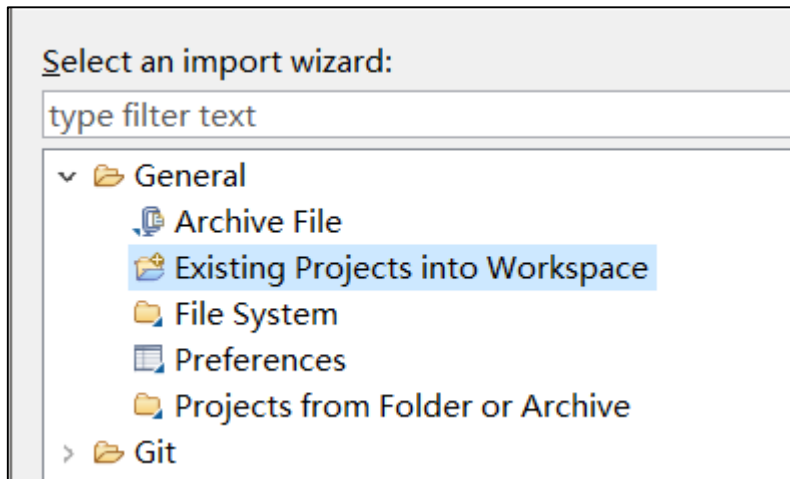 Select an import wizard:
type filter text
General
Archive File
Existing Projects into Workspace
File System
Preferences
Projects from Folder or Archive
Git